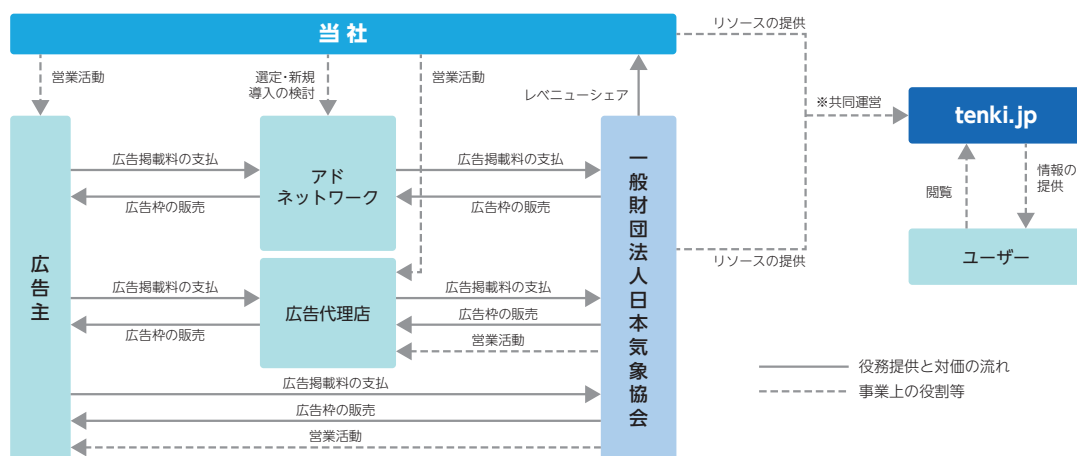 当社
リソースの提供
営業活動
選定・新規
導入の検討
営業活動
レベニューシェア
※共同運営
tenki.jp
広告掲載料の支払
アド
ネットワーク
広告掲載料の支払
広告枠の販売
広告枠の販売
一般財団法人日本気象協会
閲覧
情報の
提供
ユーザー
リソースの提供
広告主
広告掲載料の支払
広告代理店
広告掲載料の支払
広告枠の販売
広告枠の販売
営業活動
広告掲載料の支払
広告枠の販売
営業活動
役務提供と対価の流れ
事業上の役割等